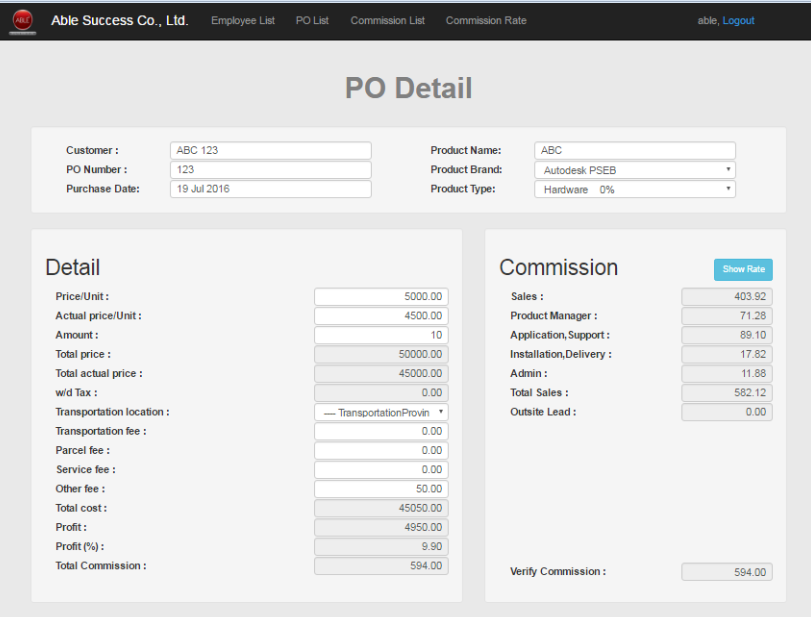 ABLE Able Success Co., Ltd. Employee List PO List Commission List Commission Rate able, Logout
PO Detail
Customer : ABC 123 Product Name: ABC
PO Number : 123 Product Brand: Autodesk PSEB
Purchase Date: 19 Jul 2016 Product Type: Hardware 0%
Detail
Price/Unit : 5000.00
Actual price/Unit : 4500.00
Amount : 10
Total price : 50000.00
Total actual price : 45000.00
w/d Tax : 0.00
Transportation location : ---- TransportationProvin
Transportation fee : 0.00
Parcel fee : 0.00
Service fee : 0.00
Other fee : 50.00
Total cost : 45050.00
Profit : 4950.00
Profit (%) : 9.90
Total Commission : 594.00
Commission Show Rate
Sales : 403.92
Product Manager : 71.28
Application,Support : 89.10
Installation,Delivery : 17.82
Admin : 11.88
Total Sales : 582.12
Outsite Lead : 0.00
Verify Commission : 594.00